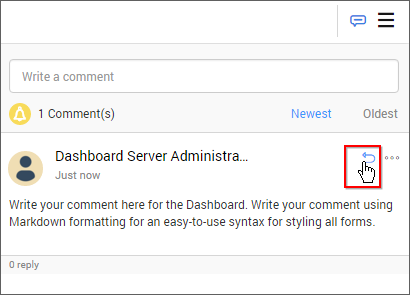 Write a comment
1 Comment(s)
Newest
Oldest
Dashboard Server Administra...
Just now
Write your comment here for the Dashboard. Write your comment using
Markdown formatting for an easy-to-use syntax for styling all forms.
0 reply